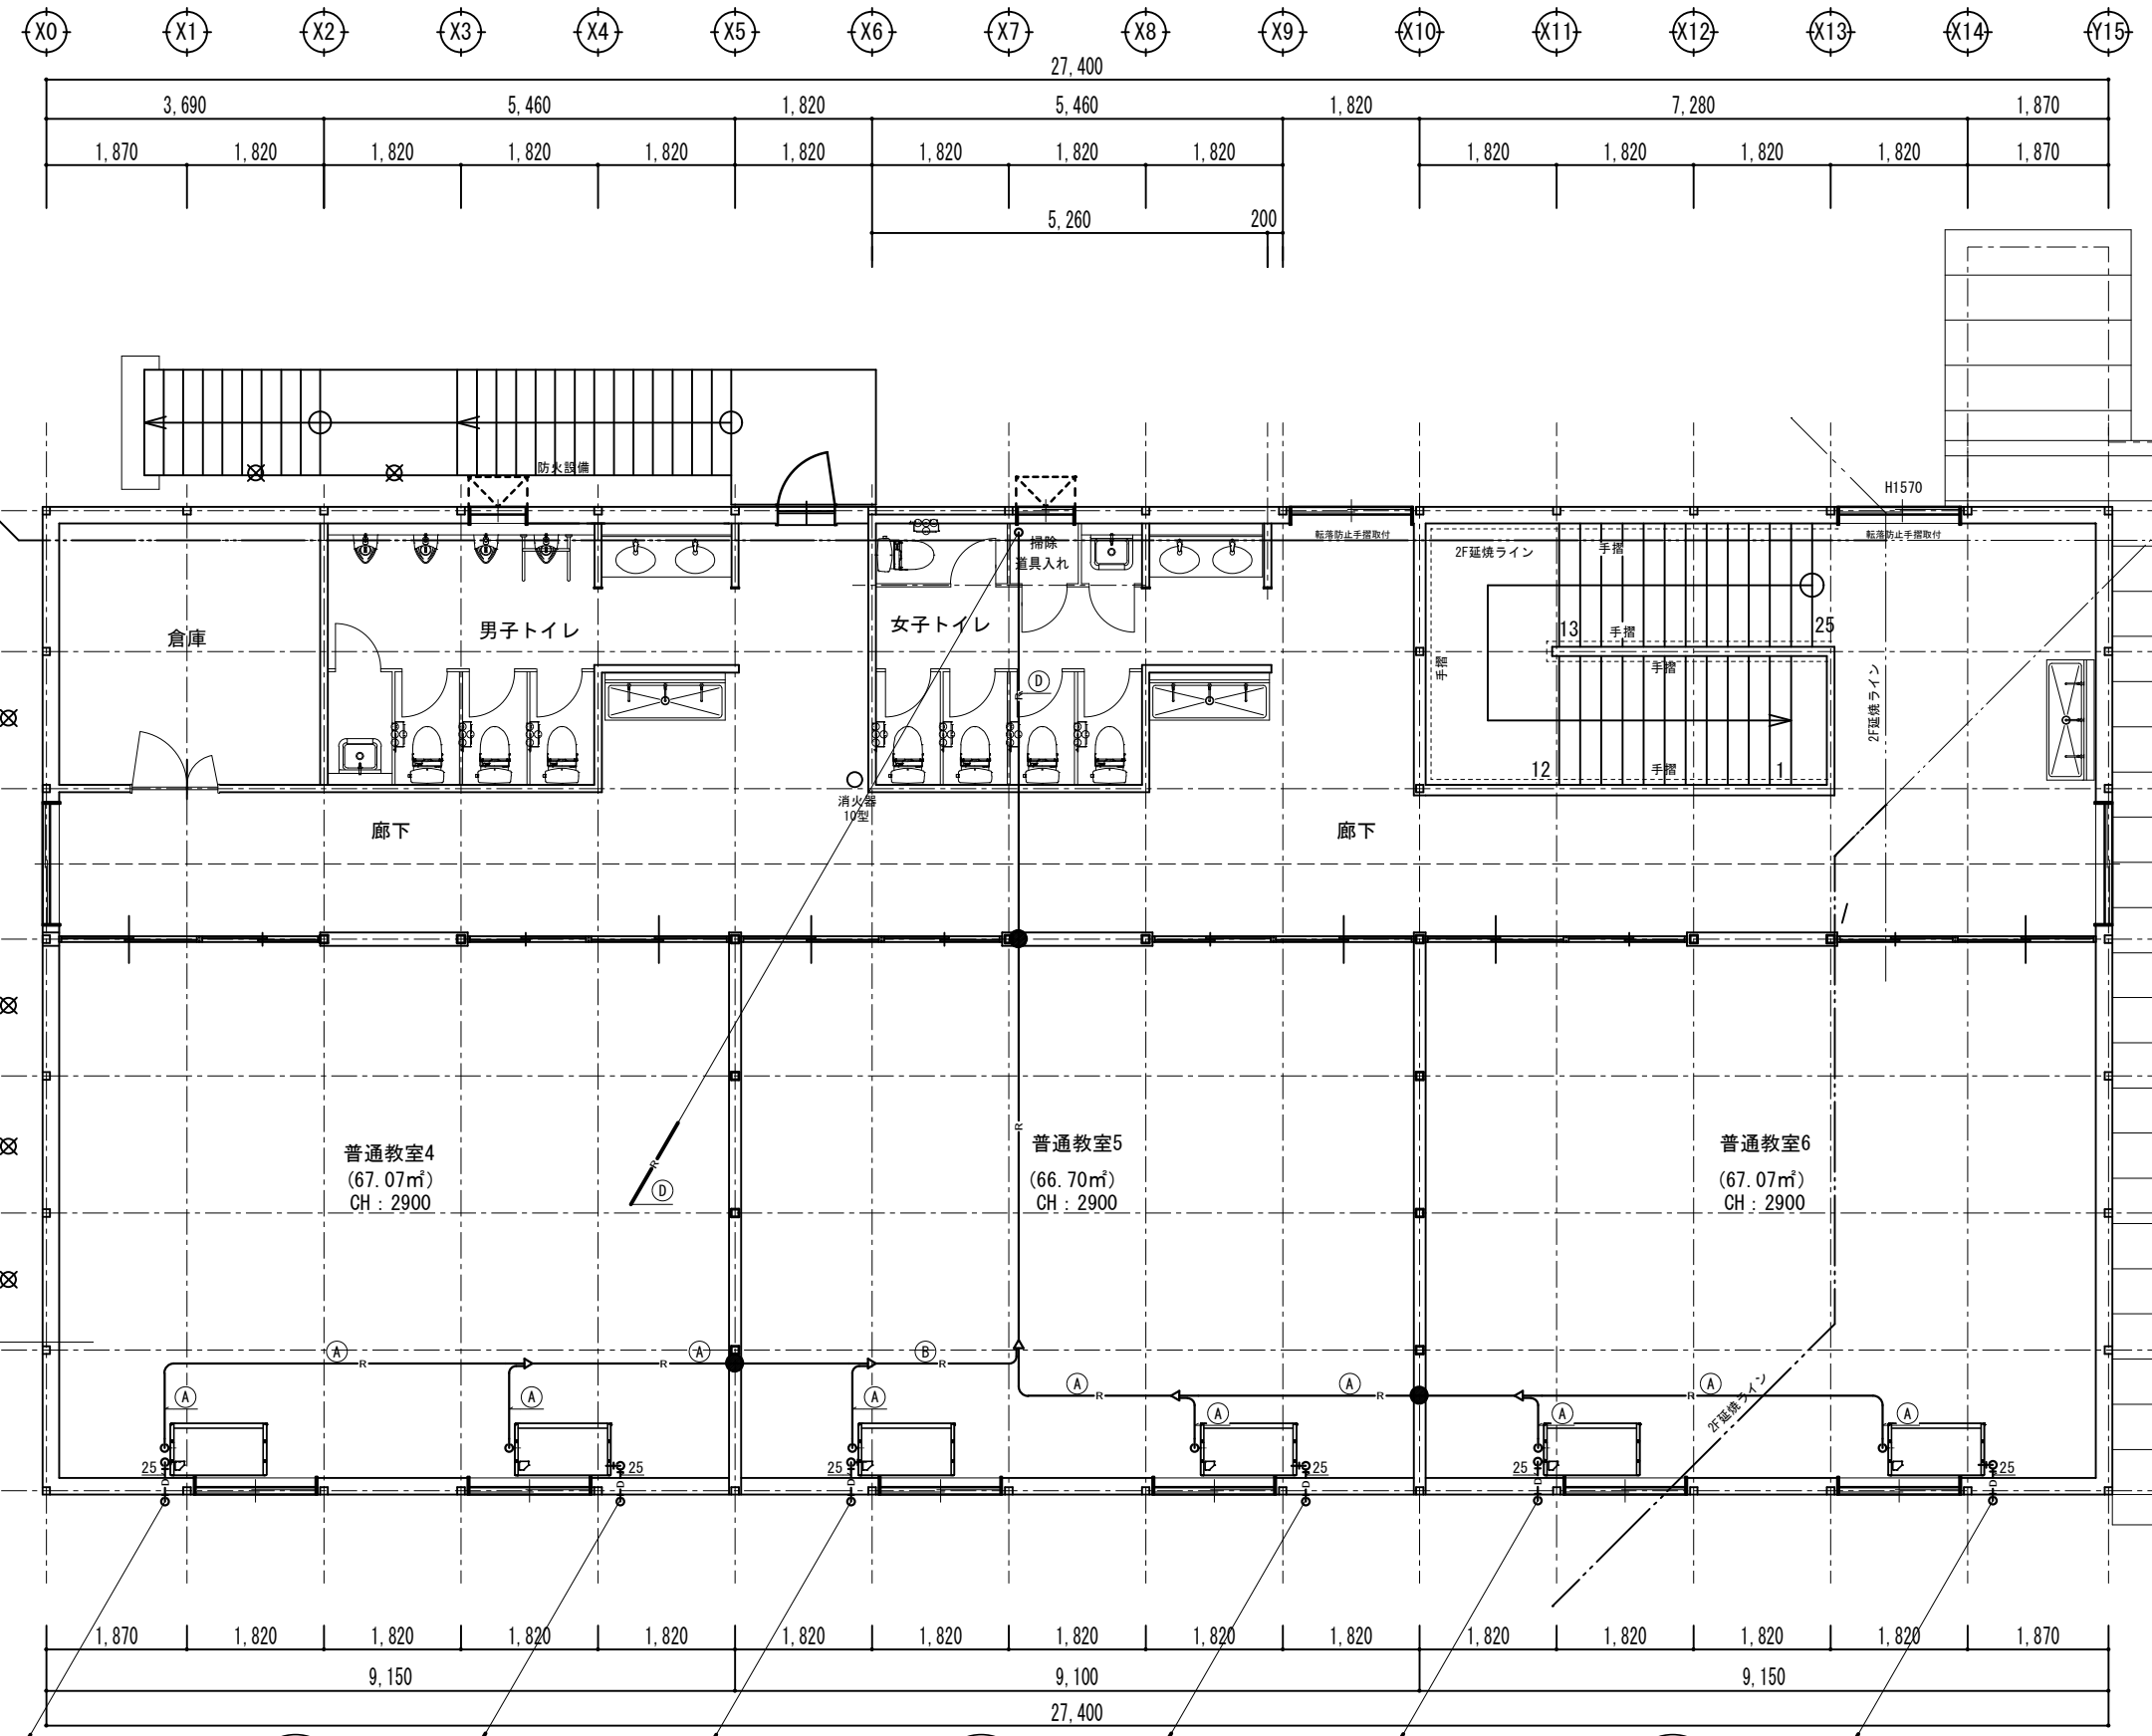 X0 X1 X2 X3 X4 X5 X6 X7 X8 X9 X10 X11 X12 X13 X14 Y15
27,400
3,690 5,460 1,820 5,460 1,820 7,280 1,870
1,870 1,820 1,820 1,820 1,820 1,820 1,820 1,820 1,820 1,820 1,820 1,820 1,820 1,870
5,260 200
防火設備
H1570
転落防止手摺取付 転落防止手摺取付
掃除
道具入れ
2F延焼ライン
手摺
倉庫
男子トイレ
女子トイレ
13 手摺 25
手摺
手摺
R D
2F延焼ライン
12 手摺 1
消火器
10型
廊下 廊下
普通教室4
(67.07㎡)
CH : 2900
R
D
R
普通教室5
(66.70㎡)
CH : 2900
普通教室6
(67.07㎡)
CH : 2900
A R R A B R
A R A R R A
A A A A A A
2F延焼ライン
25 25 25 25 25 25
D D D D D D
1,870 1,820 1,820 1,820 1,820 1,820 1,820 1,820 1,820 1,820 1,820 1,820 1,820 1,820 1,870
9,150 9,100 9,150
27,400